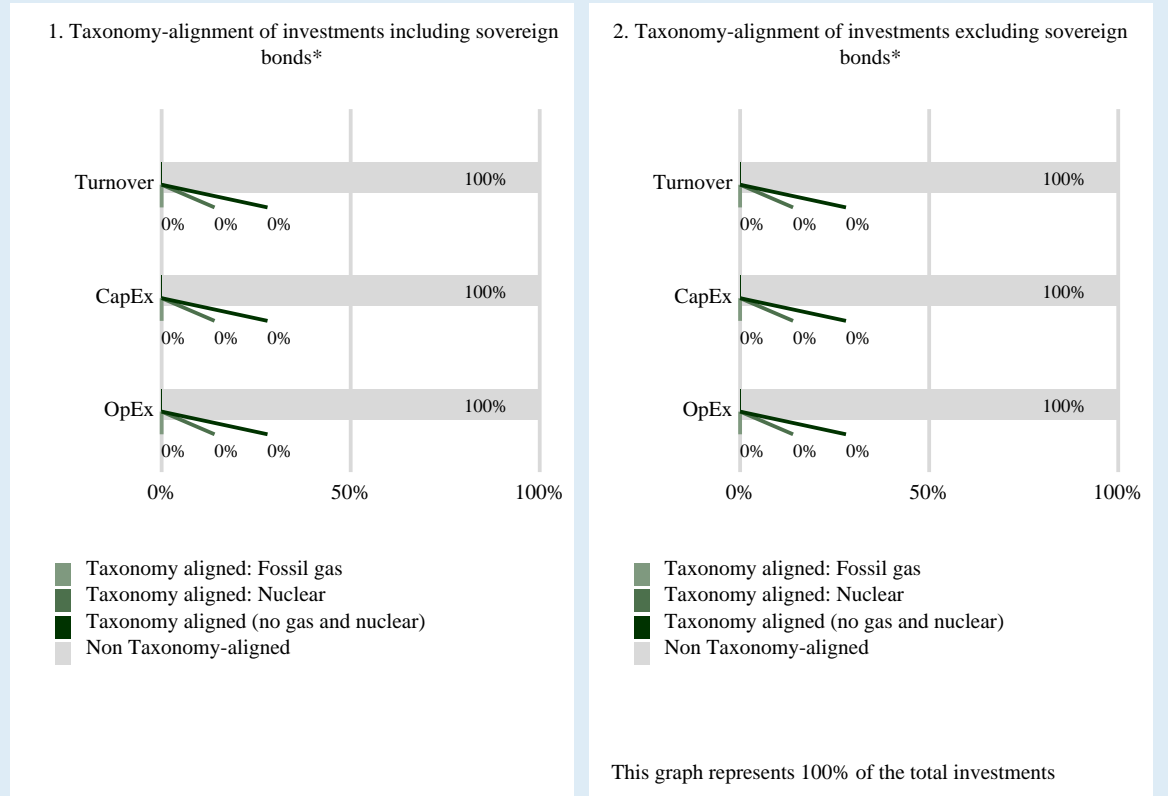 1. Taxonomy-alignment of investments including sovereign
bonds*
Turnover
100%
0% 0% 0%
CapEx
100%
0% 0% 0%
OpEx
100%
0% 0% 0%
0% 50% 100%
Taxonomy aligned: Fossil gas
Taxonomy aligned: Nuclear
Taxonomy aligned (no gas and nuclear)
Non Taxonomy-aligned
2. Taxonomy-alignment of investments excluding sovereign
bonds*
Turnover
100%
0% 0% 0%
CapEx
100%
0% 0% 0%
OpEx
100%
0% 0% 0%
0% 50% 100%
Taxonomy aligned: Fossil gas
Taxonomy aligned: Nuclear
Taxonomy aligned (no gas and nuclear)
Non Taxonomy-aligned
This graph represents 100% of the total investments